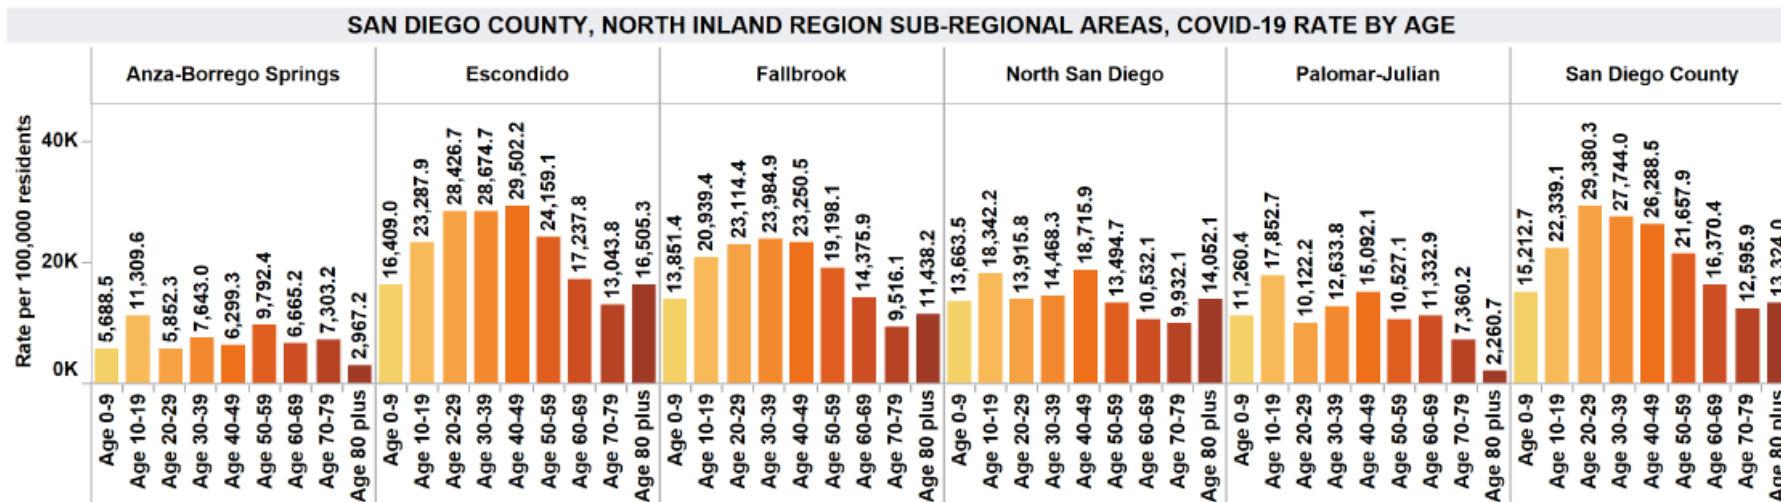 SAN DIEGO COUNTY, NORTH INLAND REGION SUB-REGIONAL AREAS, COVID-19 RATE BY AGE
Anza-Borrego Springs
Escondido
Fallbrook
North San Diego
Palomar-Julian
San Diego County
Rate per 100,000 residents
40K
20K
0K
5,688.5
11,309.6
5,852.3
7,643.0
6,299.3
9,792.4
6,665.2
7,303.2
2,967.2
16,409.0
23,287.9
28,426.7
28,674.7
29,502.2
24,159.1
17,237.8
13,043.8
16,505.3
13,851.4
20,939.4
23,114.4
23,984.9
23,250.5
19,198.1
14,375.9
9,516.1
11,438.2
13,663.5
18,342.2
13,915.8
14,468.3
18,715.9
13,494.7
10,532.1
9,932.1
14,052.1
11,260.4
17,852.7
10,122.2
12,633.8
15,092.1
10,527.1
11,332.9
7,360.2
2,260.7
15,212.7
22,339.1
29,380.3
27,744.0
26,288.5
21,657.9
16,370.4
12,595.9
13,324.0
Age 0-9
Age 10-19
Age 20-29
Age 30-39
Age 40-49
Age 50-59
Age 60-69
Age 70-79
Age 80 plus
Age 0-9
Age 10-19
Age 20-29
Age 30-39
Age 40-49
Age 50-59
Age 60-69
Age 70-79
Age 80 plus
Age 0-9
Age 10-19
Age 20-29
Age 30-39
Age 40-49
Age 50-59
Age 60-69
Age 70-79
Age 80 plus
Age 0-9
Age 10-19
Age 20-29
Age 30-39
Age 40-49
Age 50-59
Age 60-69
Age 70-79
Age 80 plus
Age 0-9
Age 10-19
Age 20-29
Age 30-39
Age 40-49
Age 50-59
Age 60-69
Age 70-79
Age 80 plus
Age 0-9
Age 10-19
Age 20-29
Age 30-39
Age 40-49
Age 50-59
Age 60-69
Age 70-79
Age 80 plus